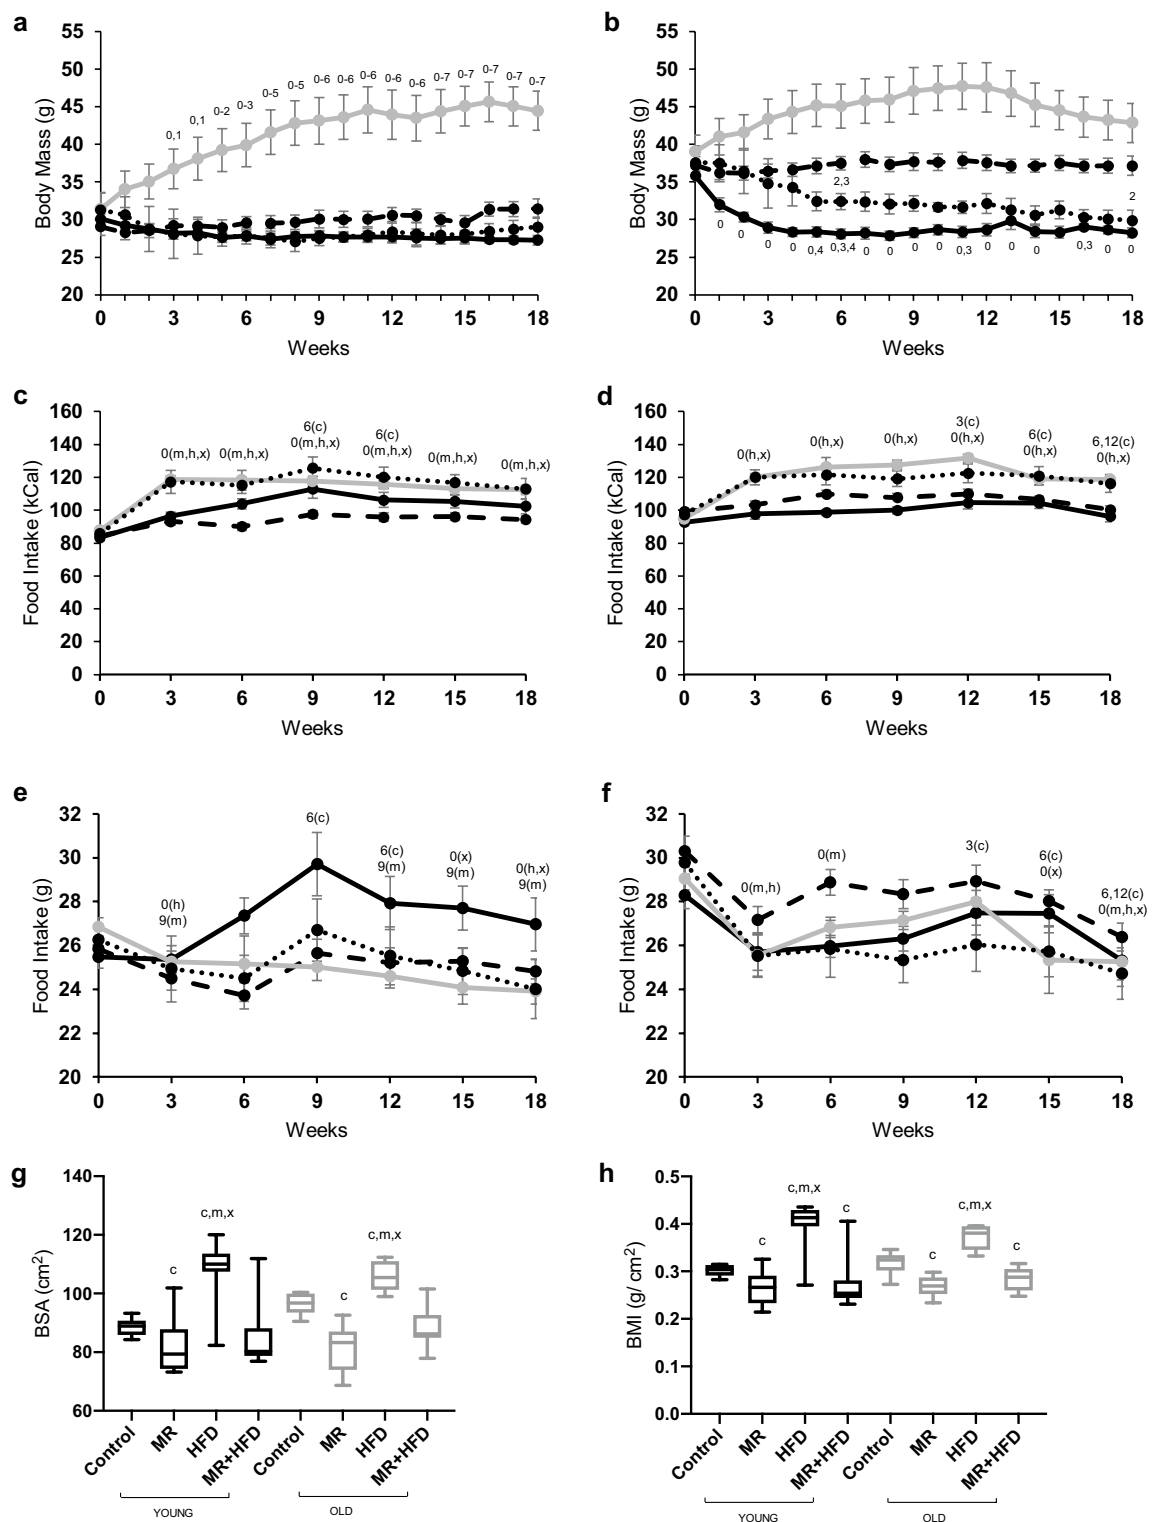 a
55
50
45
40
35
30
25
20
Body Mass (g)
0,1
0,1
0-2
0-3
0-5
0-5
0-6
0-6
0-6
0-6
0-6
0-7
0-7
0-7
0-7
0-7
0 3 6 9 12 15 18
Weeks
b
55
50
45
40
35
30
25
20
Body Mass (g)
2,3
2
0
0
0
0
0,4
0,3,4
0
0
0
0
0,3
0
0
0
0
0,3
0
0
0 3 6 9 12 15 18
Weeks
c
160
140
120
100
80
60
40
20
0
Food Intake (kCal)
0(m,h,x)
0(m,h,x)
6(c)
0(m,h,x)
6(c)
0(m,h,x)
0(m,h,x)
0(m,h,x)
0 3 6 9 12 15 18
Weeks
d
160
140
120
100
80
60
40
20
0
Food Intake (kCal)
0(h,x)
0(h,x)
0(h,x)
3(c)
0(h,x)
6(c)
0(h,x)
6,12(c)
0(h,x)
0 3 6 9 12 15 18
Weeks
e
32
30
28
26
24
22
20
Food Intake (g)
0(h)
9(m)
6(c)
6(c)
9(m)
0(x)
9(m)
0(h,x)
9(m)
0 3 6 9 12 15 18
Weeks
f
32
30
28
26
24
22
20
Food Intake (g)
0(m,h)
0(m)
3(c)
6(c)
0(x)
6,12(c)
0(m,h,x)
0 3 6 9 12 15 18
Weeks
g
140
120
100
80
60
BSA (cm²)
c
c,m,x
c
c,m,x
Control MR HFD MR+HFD Control MR HFD MR+HFD
YOUNG OLD
h
0.5
0.4
0.3
0.2
0.1
0.0
BMI (g/ cm²)
c
c,m,x
c
c
c,m,x
c
Control MR HFD MR+HFD Control MR HFD MR+HFD
YOUNG OLD